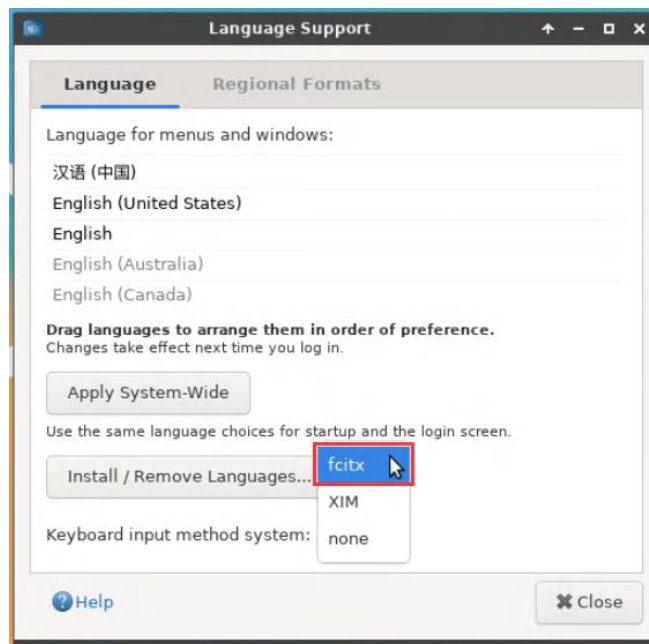 Language Support
Language Regional Formats
Language for menus and windows:
汉语 (中国)
English (United States)
English
English (Australia)
English (Canada)
Drag languages to arrange them in order of preference.
Changes take effect next time you log in.
Apply System-Wide
Use the same language choices for startup and the login screen.
Install / Remove Languages...
fcitx
XIM
Keyboard input method system:
none
Help
Close